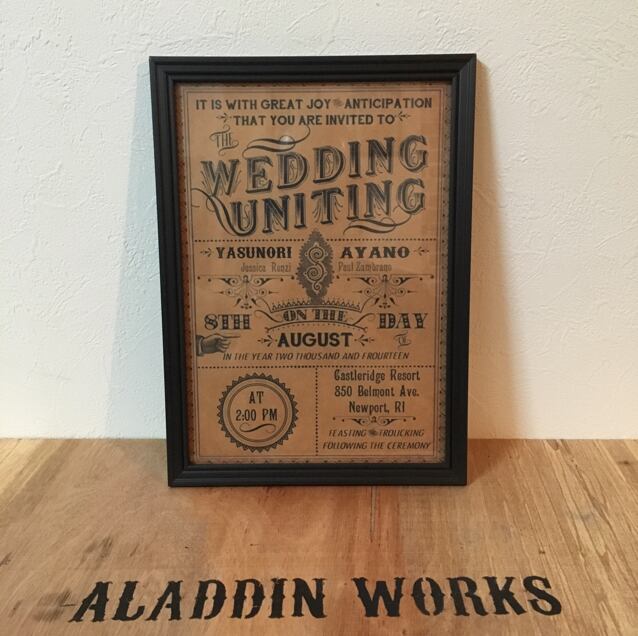 IT IS WITH GREAT JOY ANTICIPATION
THAT YOU ARE INVITED TO
THE
WEDDING
UNITING
YASUNORI AYANO
Jessica Renzi Paul Zambrano
8TH ON THE DAY
AUGUST
IN THE YEAR TWO THOUSAND AND FROURTEEN
AT
2:00 PM
Castleridge Resort
850 Belmont Ave.
Newport, RI
FEASTING FROLICKING
FOLLOWING THE CEREMONY
ALADDIN WORKS